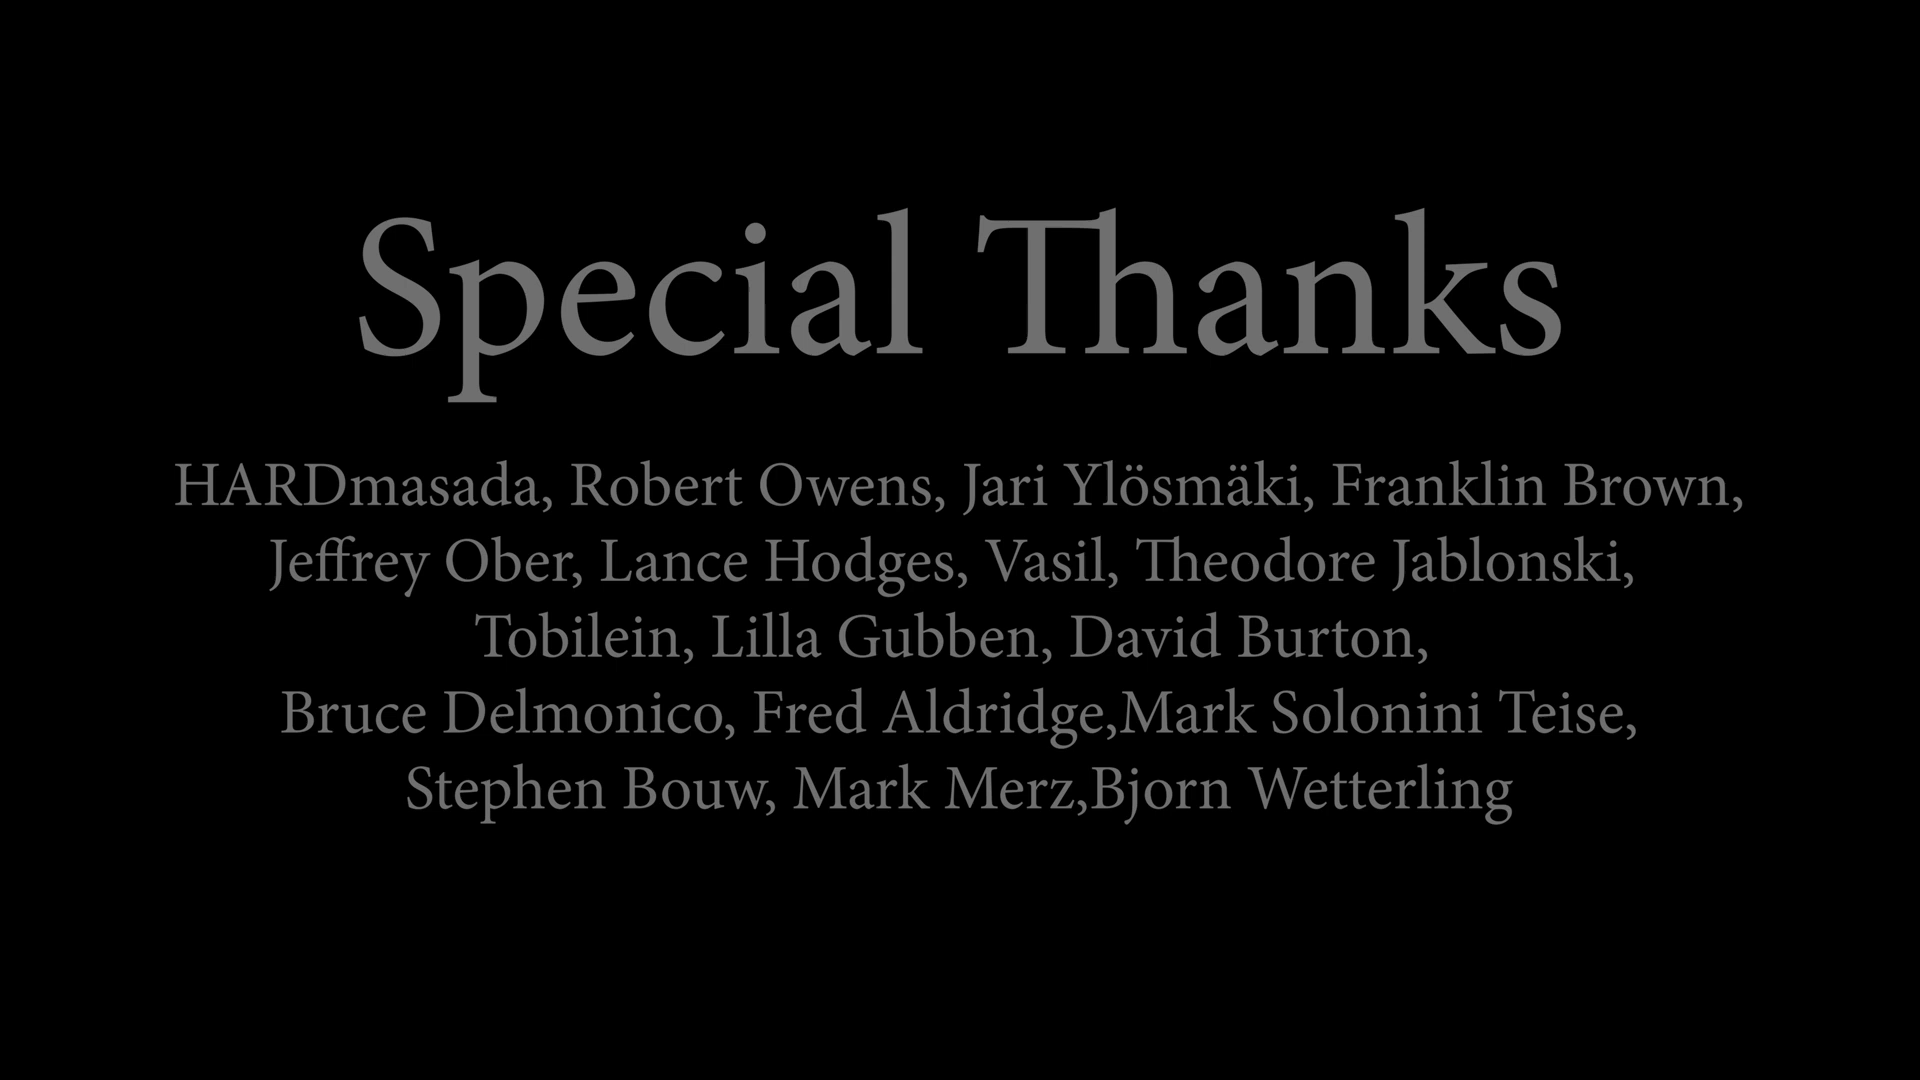 Special Thanks
HARDmasada, Robert Owens, Jari Ylösmäki, Franklin Brown,
Jeffrey Ober, Lance Hodges, Vasil, Theodore Jablonski,
Tobilein, Lilla Gubben, David Burton,
Bruce Delmonico, Fred Aldridge,Mark Solonini Teise,
Stephen Bouw, Mark Merz,Bjorn Wetterling